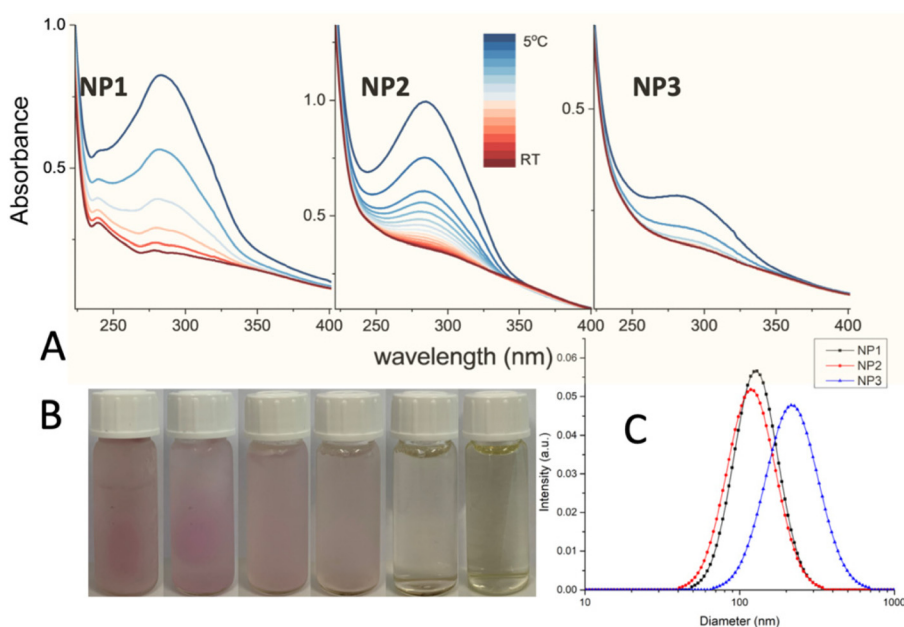 1.0
NP1
0.5
Absorbance
250
300
350
400
1.0
NP2
0.5
5ºC
RT
250
300
350
400
NP3
0.5
250
300
350
400
A
wavelength (nm)
B
C
NP1
NP2
NP3
0.06
0.05
0.04
0.03
0.02
0.01
0.00
Intensity (a.u.)
10
100
1000
Diameter (nm)